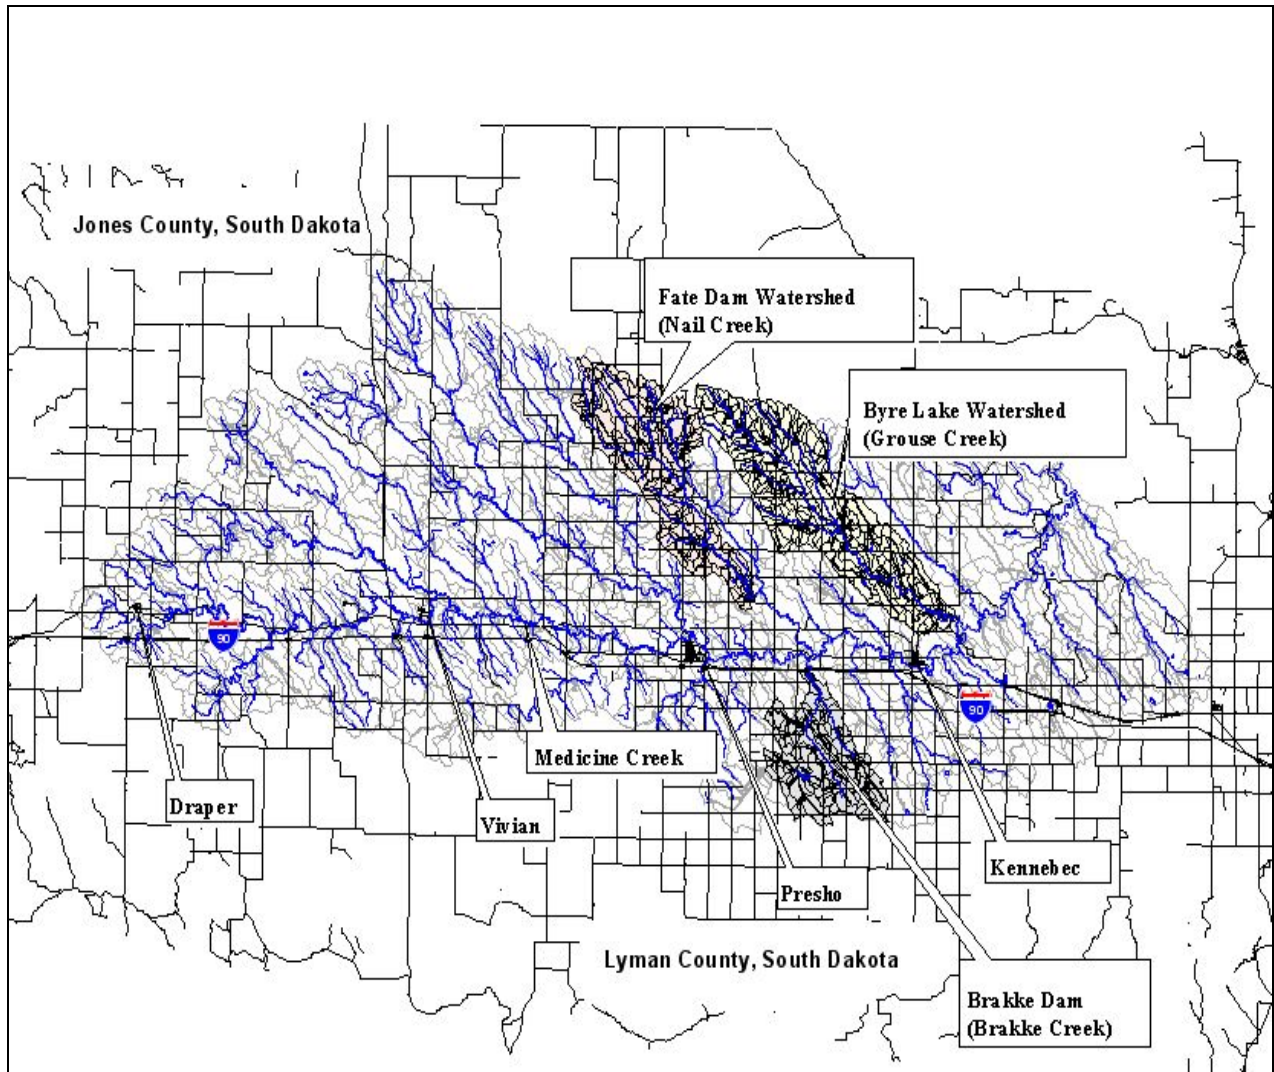 Jones County, South Dakota
Fate Dam Watershed
(Nail Creek)
Byre Lake Watershed
(Grouse Creek)
90
90
Medicine Creek
Draper
Vivian
Kennebec
Presho
Lyman County, South Dakota
Brakke Dam
(Brakke Creek)